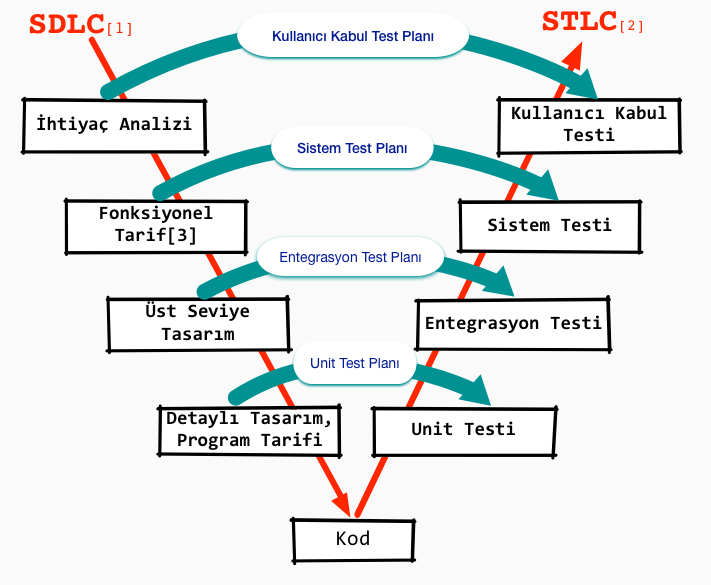 SDLC[1]
STLC[2]
Kullanıcı Kabul Test Planı
İhtiyaç Analizi
Kullanıcı Kabul
Testi
Sistem Test Planı
Fonksiyonel
Tarif[3]
Sistem Testi
Entegrasyon Test Planı
Üst Seviye
Tasarım
Entegrasyon Testi
Unit Test Planı
Detaylı Tasarım,
Program Tarifi
Unit Testi
Kod